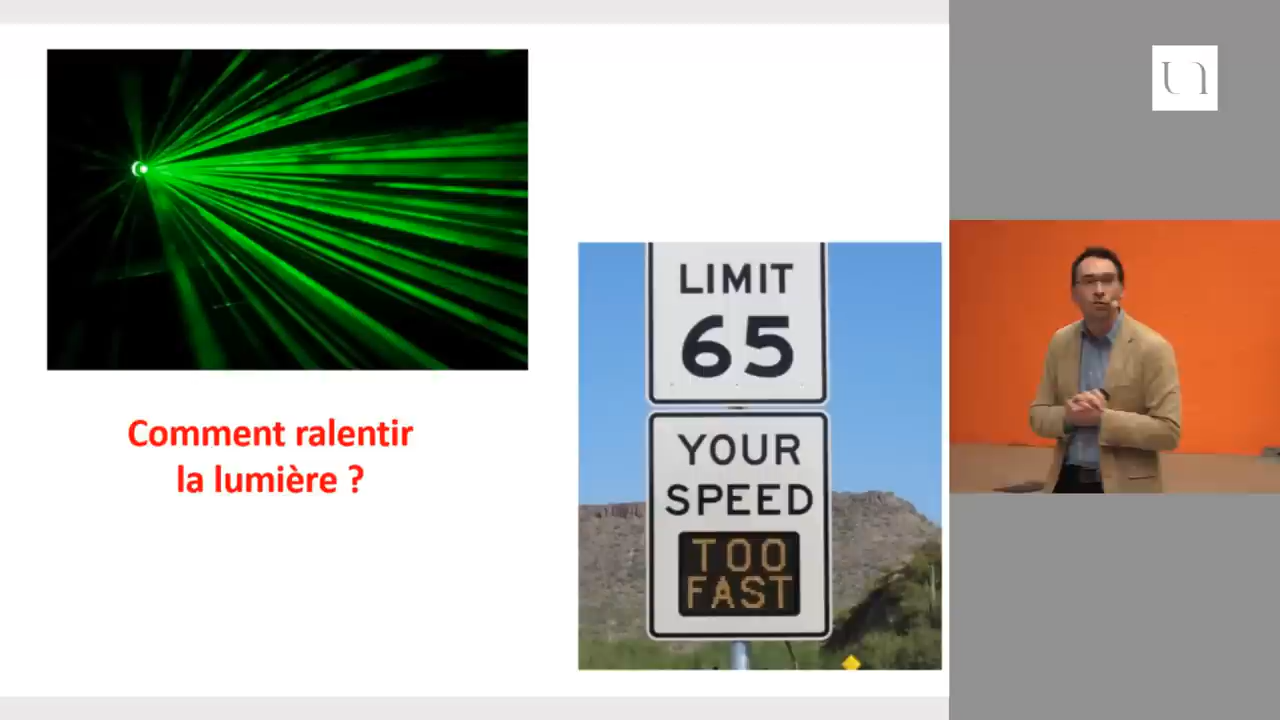 Comment ralentir
la lumière ?
LIMIT
65
YOUR
SPEED
TOO
FAST